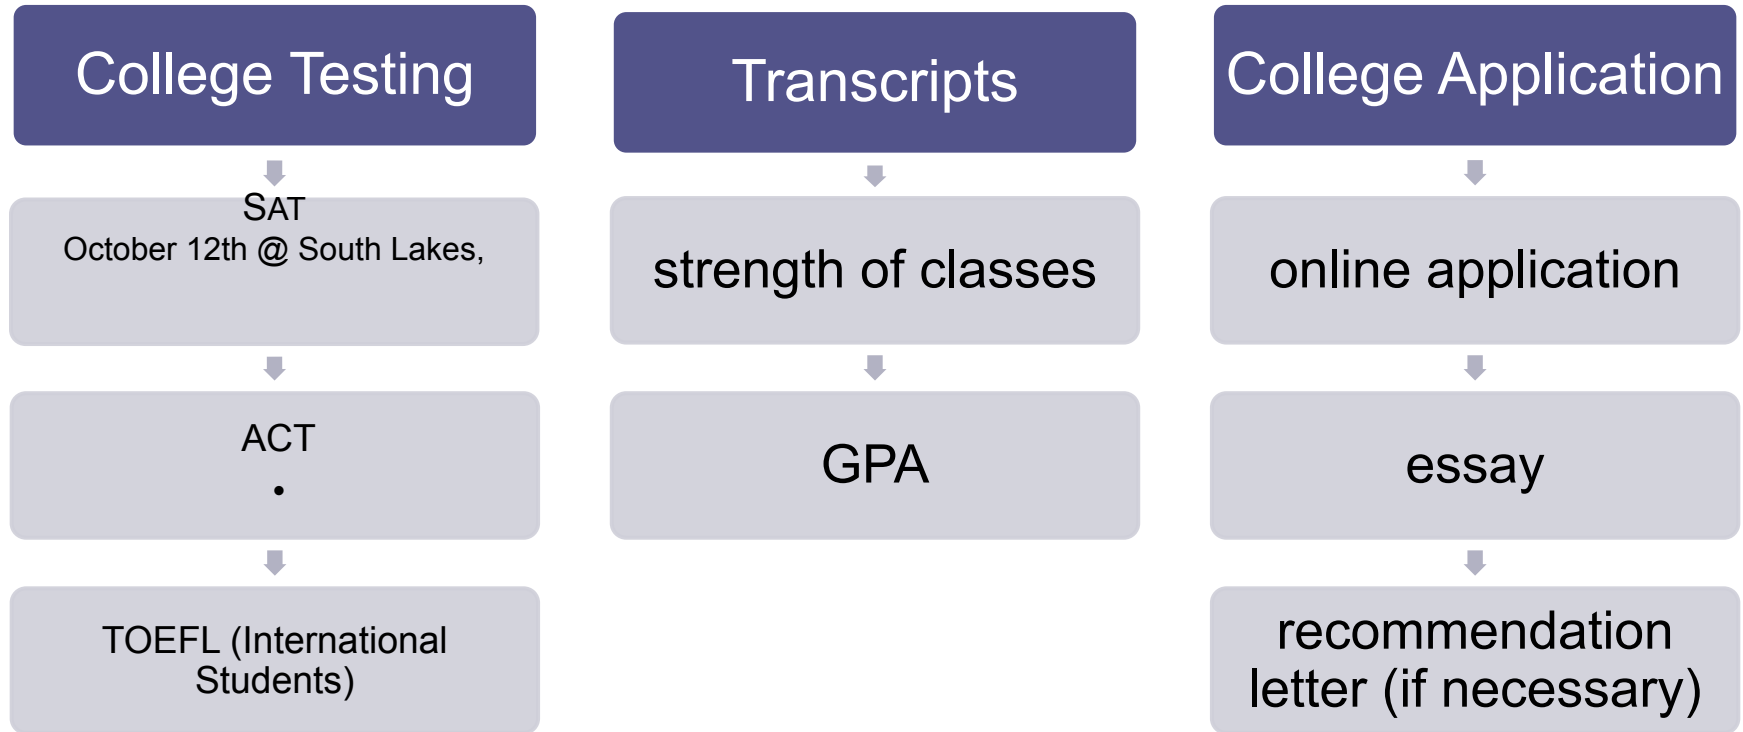 College Testing
SAT
October 12th @ South Lakes,
ACT
•
TOEFL (International
Students)
Transcripts
strength of classes
GPA
College Application
online application
essay
recommendation
letter (if necessary)